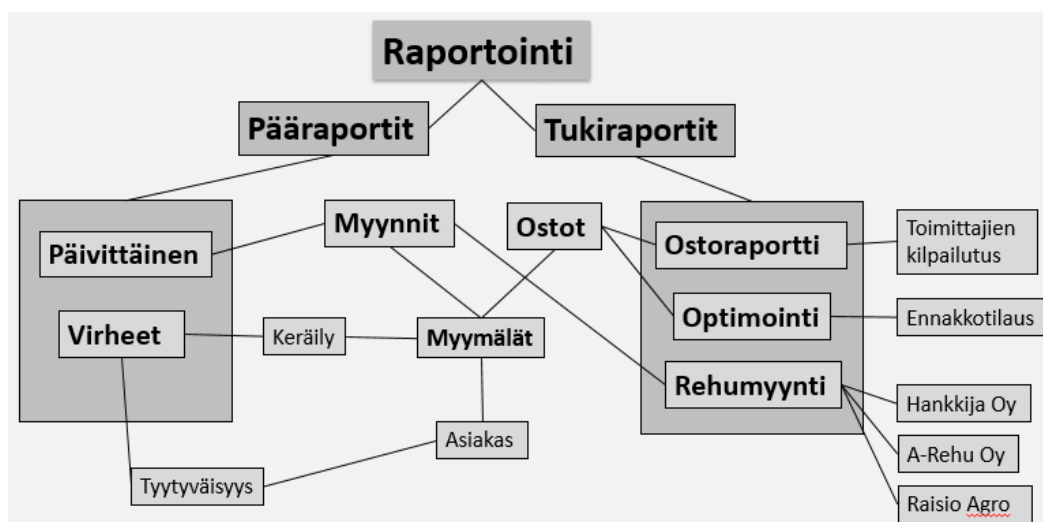 Raportointi
Pääraportit
Tukiraportit
Päivittäinen
Myynnit
Ostot
Ostoraportti
Toimittajien
kilpailutus
Virheet
Keräily
Myymälät
Optimointi
Ennakkotilaus
Rehumyynti
Hankkija Oy
Asiakas
A-Rehu Oy
Tyytyväisyys
Raisio Agro